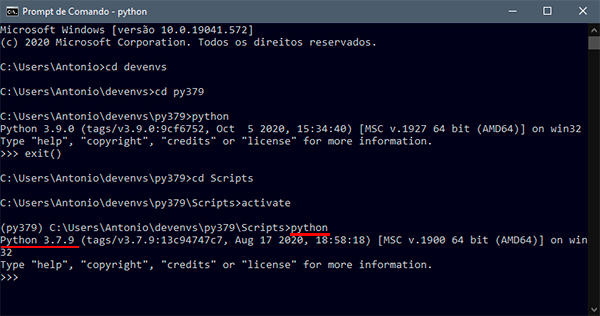 Prompt de Comando - python
Microsoft Windows [versão 10.0.19041.572]
(c) 2020 Microsoft Corporation. Todos os direitos reservados.
C:\Users\Antonio>cd devenvs
C:\Users\Antonio\devenvs>cd py379
C:\Users\Antonio\devenvs\py379>python
Python 3.9.0 (tags/v3.9.0:9cf6752, Oct  5 2020, 15:34:40) [MSC v.1927 64 bit (AMD64)] on win32
Type "help", "copyright", "credits" or "license" for more information.
>>> exit()
C:\Users\Antonio\devenvs\py379>cd Scripts
C:\Users\Antonio\devenvs\py379\Scripts>activate
(py379) C:\Users\Antonio\devenvs\py379\Scripts>python
Python 3.7.9 (tags/v3.7.9:13c94747c7, Aug 17 2020, 18:58:18) [MSC v.1900 64 bit (AMD64)] on win
32
Type "help", "copyright", "credits" or "license" for more information.
>>>